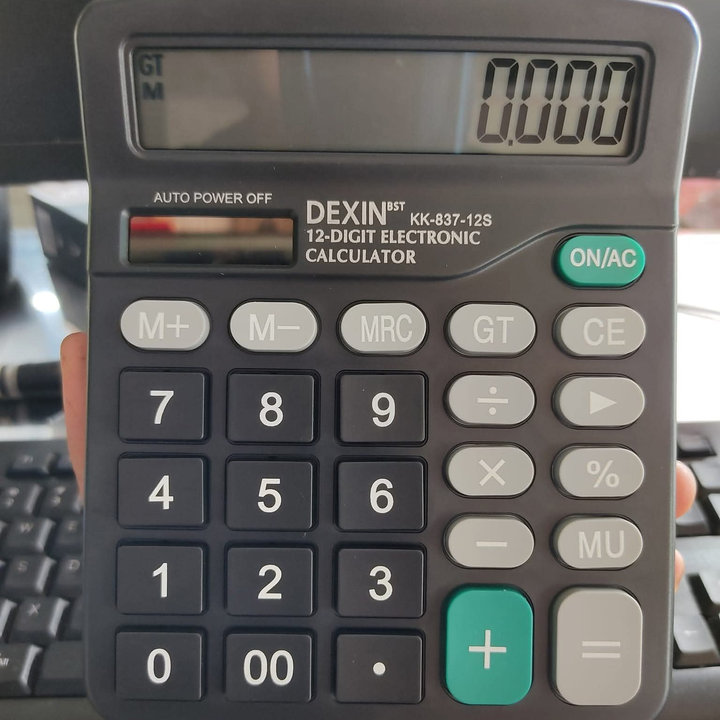 GT
M
0.000
AUTO POWER OFF
DEXIN BST KK-837-12S
12-DIGIT ELECTRONIC
CALCULATOR
ON/AC
M+ M− MRC GT CE
7 8 9 ÷ ▶
4 5 6 × %
1 2 3 − MU
0 00 . + =